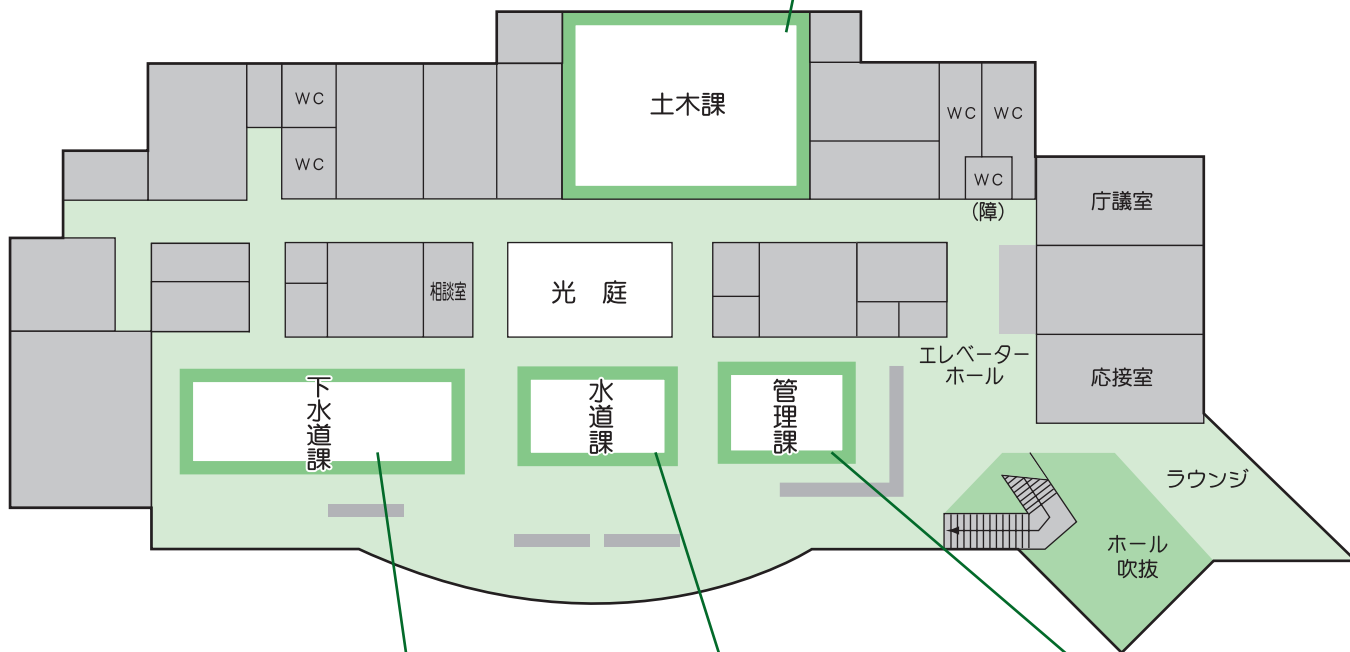 土木課
WC
WC
WC
WC
WC
(障)
庁議室
相談室
光 庭
エレベーター
ホール
応接室
下水道課
水道課
管理課
ラウンジ
ホール
吹抜